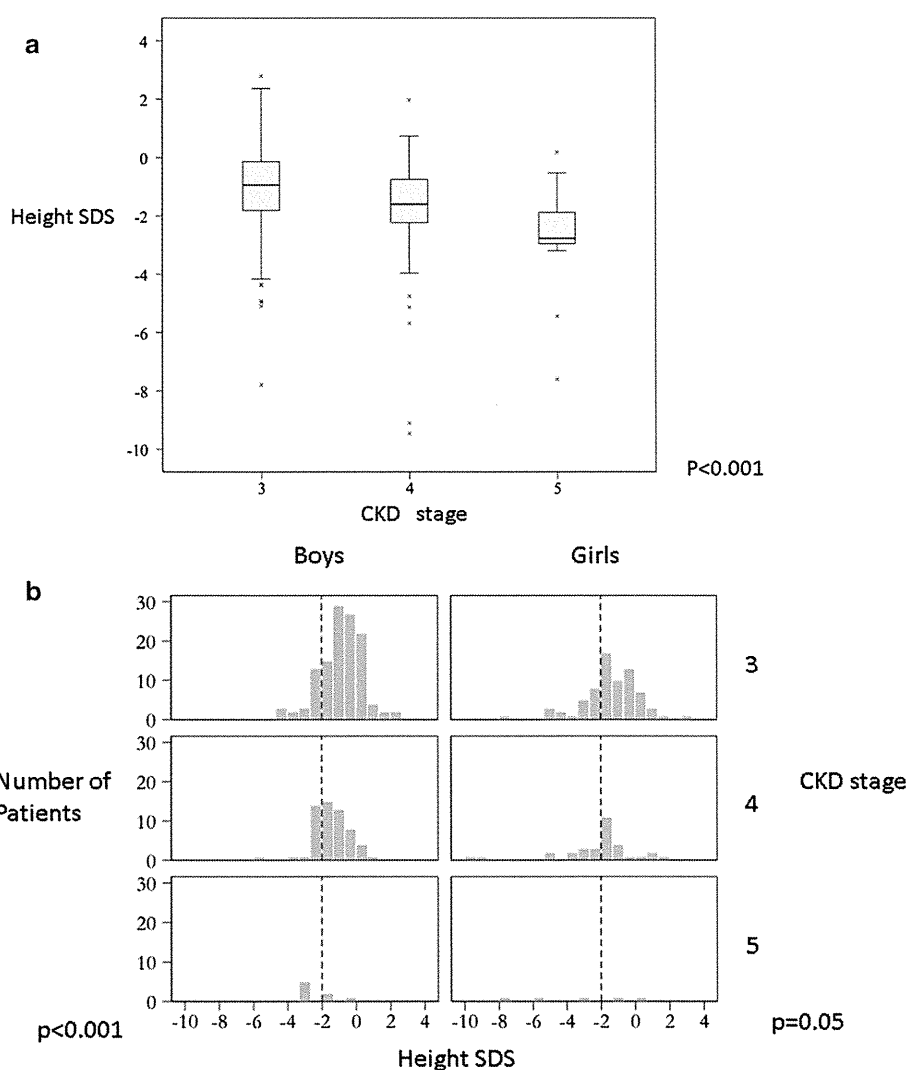 a
4
2
0
-2
-4
-6
-8
-10
Height SDS
3 4 5
CKD stage
P<0.001
Boys Girls
b
30
20
10
0
3
30
20
10
0
4
30
20
10
0
5
Number of
Patients
CKD stage
-10 -8 -6 -4 -2 0 2 4 -10 -8 -6 -4 -2 0 2 4
p<0.001
p=0.05
Height SDS